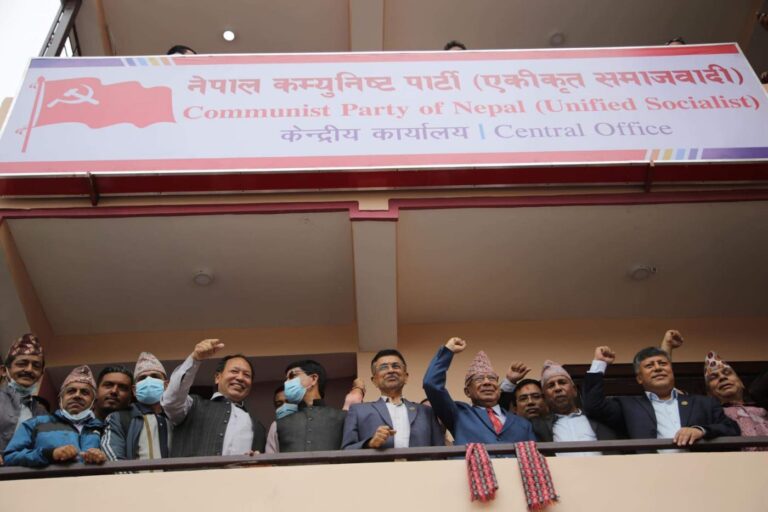 नेपाल कम्युनिष्ट पार्टी (एकीकृत समाजवादी)
Communist Party of Nepal (Unified Socialist)
केन्द्रीय कार्यालय | Central Office